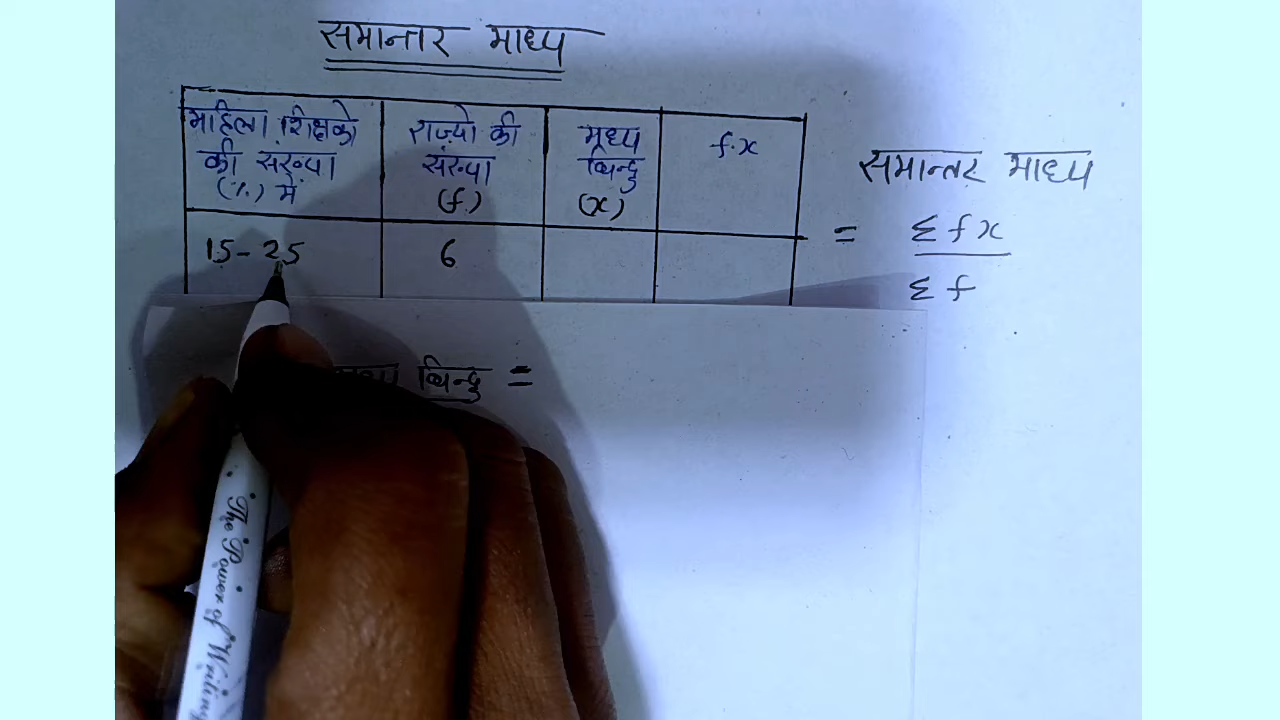 समान्तर माध्य
महिला शिक्षको
की संख्या
(%) में
राज्यो की
संख्या
(f)
मध्य
बिन्दु
(x)
f.x
15-25
6
समान्तर माध्य
= Σfx
Σf
बिन्दु =
The Power of Writing